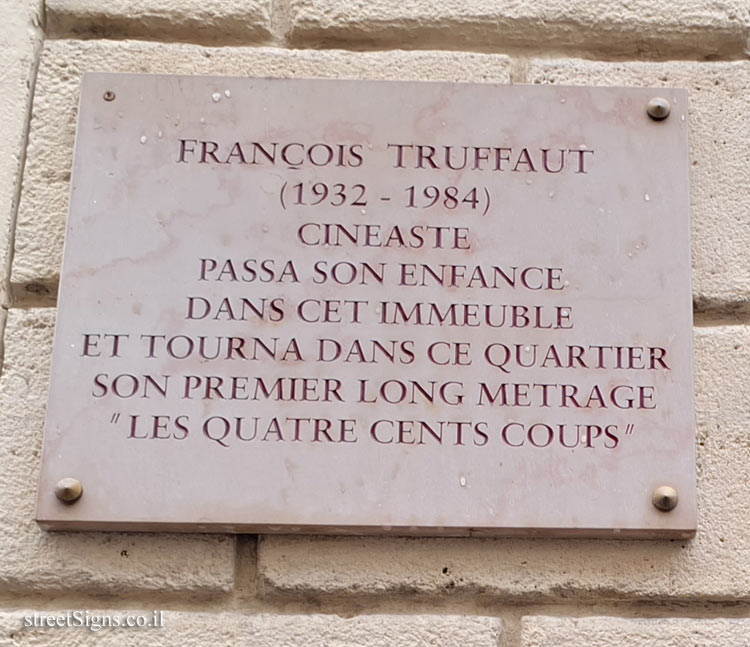 FRANÇOIS TRUFFAUT
(1932 - 1984)
CINEASTE
PASSA SON ENFANCE
DANS CET IMMEUBLE
ET TOURNA DANS CE QUARTIER
SON PREMIER LONG METRAGE
"LES QUATRE CENTS COUPS"
streetSigns.co.il